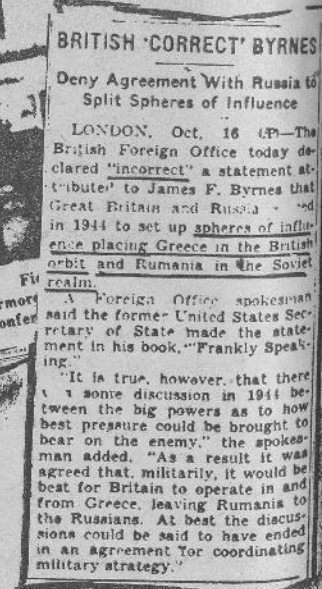 BRITISH 'CORRECT' BYRNES
Deny Agreement With Russia to
Split Spheres of Influence
LONDON, Oct. 16 (AP)—The
British Foreign Office today de-
clared "incorrect" a statement at-
tributed to James F. Byrnes that
Great Britain and Russia
in 1944 to set up spheres of influ-
ence placing Greece in the British
orbit and Rumania in the Soviet
realm.
A Foreign Office spokesman
said the former United States Sec-
retary of State made the state-
ment in his book, "Frankly Speak-
ing."
"It is true, however, that there
some discussion in 1944 be-
tween the big powers as to how
best pressure could be brought to
bear on the enemy," the spokes-
man added. "As a result it was
agreed that, militarily, it would be
best for Britain to operate in and
from Greece, leaving Rumania to
the Russians. At best the discus-
sions could be said to have ended
in an agreement for coordinating
military strategy."
Fi
rmore
onfer